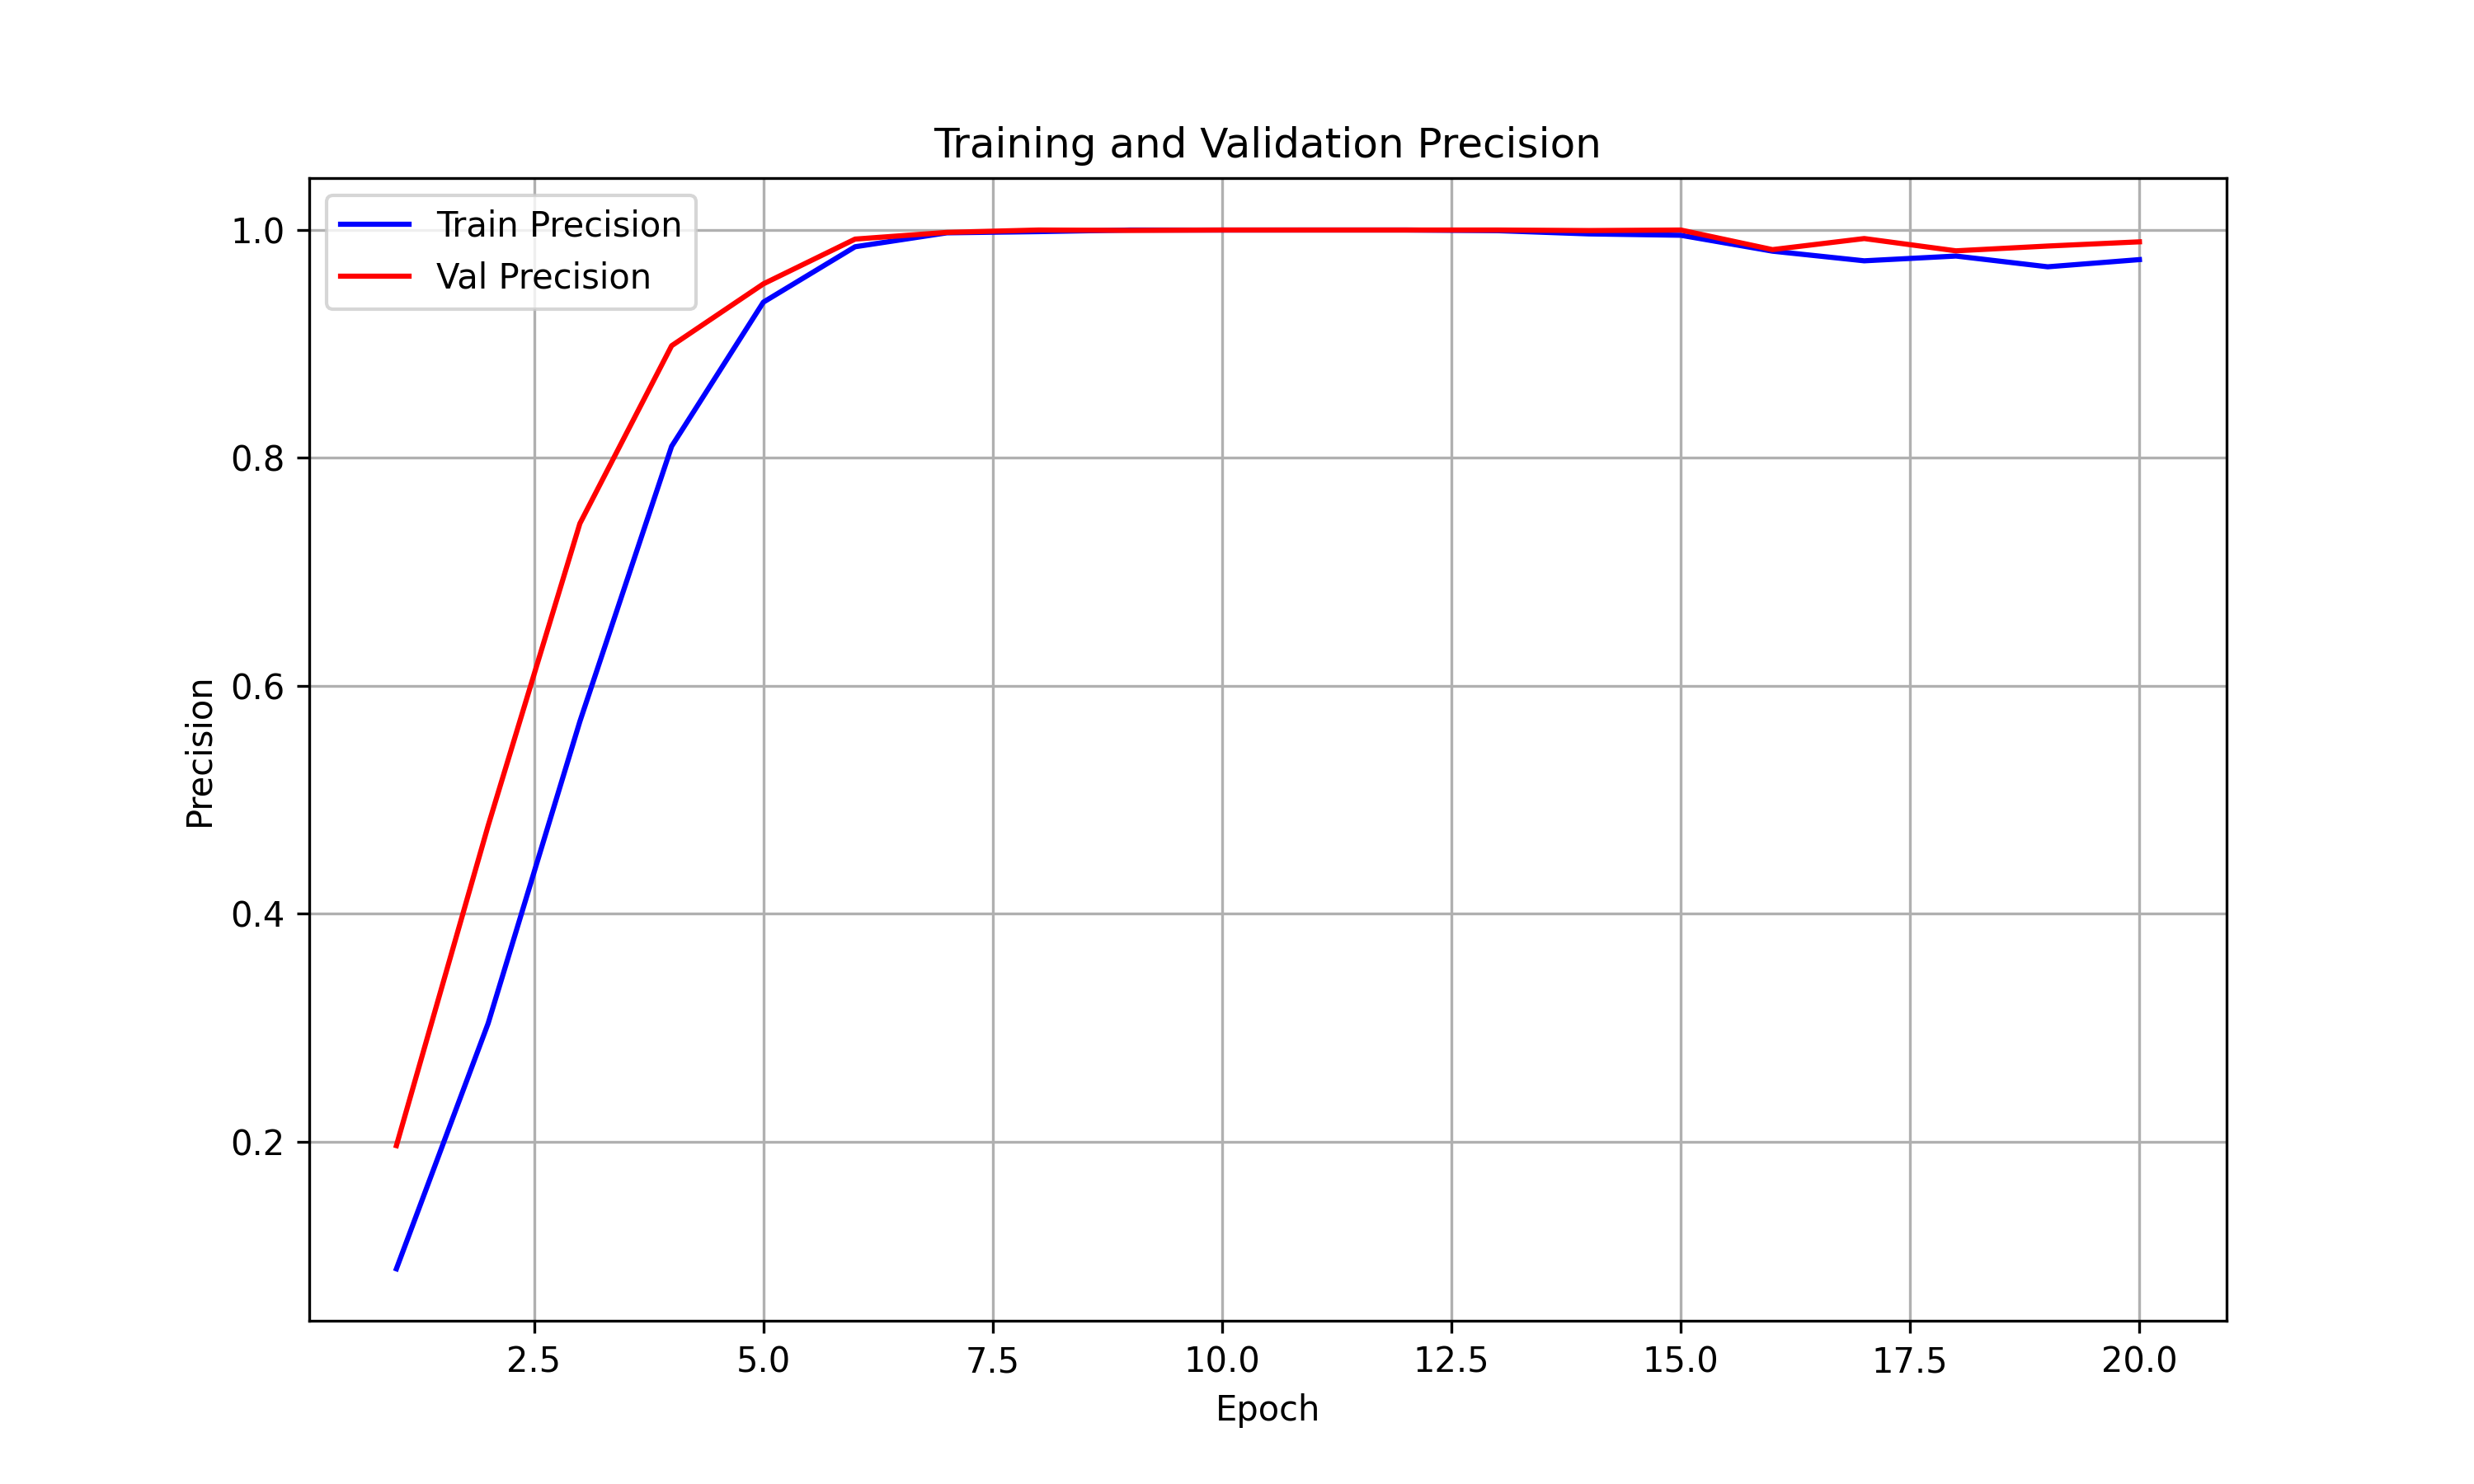 Training and Validation Precision
Train Precision
Val Precision
1.0
0.8
0.6
0.4
0.2
Precision
2.5 5.0 7.5 10.0 12.5 15.0 17.5 20.0
Epoch